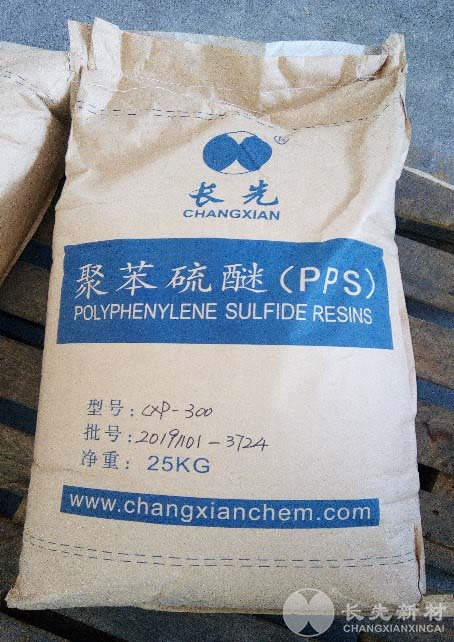 ®
长先
CHANGXIAN
聚苯硫醚(PPS)
POLYPHENYLENE SULFIDE RESINS
型号: CXP-300
批号: 20191101-3724
净重: 25KG
www.changxianchem.com
长先新材
CHANGXIANXINCAI